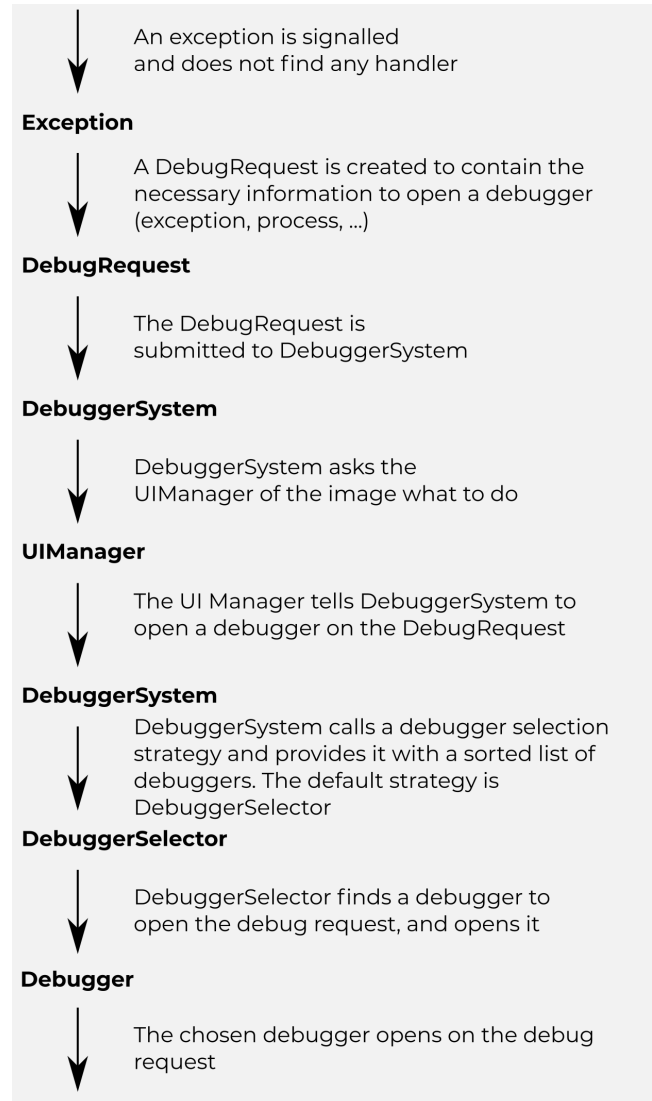 An exception is signalled
and does not find any handler
Exception
A DebugRequest is created to contain the
necessary information to open a debugger
(exception, process, ...)
DebugRequest
The DebugRequest is
submitted to DebuggerSystem
DebuggerSystem
DebuggerSystem asks the
UIManager of the image what to do
UIManager
The UI Manager tells DebuggerSystem to
open a debugger on the DebugRequest
DebuggerSystem
DebuggerSystem calls a debugger selection
strategy and provides it with a sorted list of
debuggers. The default strategy is
DebuggerSelector
DebuggerSelector
DebuggerSelector finds a debugger to
open the debug request, and opens it
Debugger
The chosen debugger opens on the debug
request